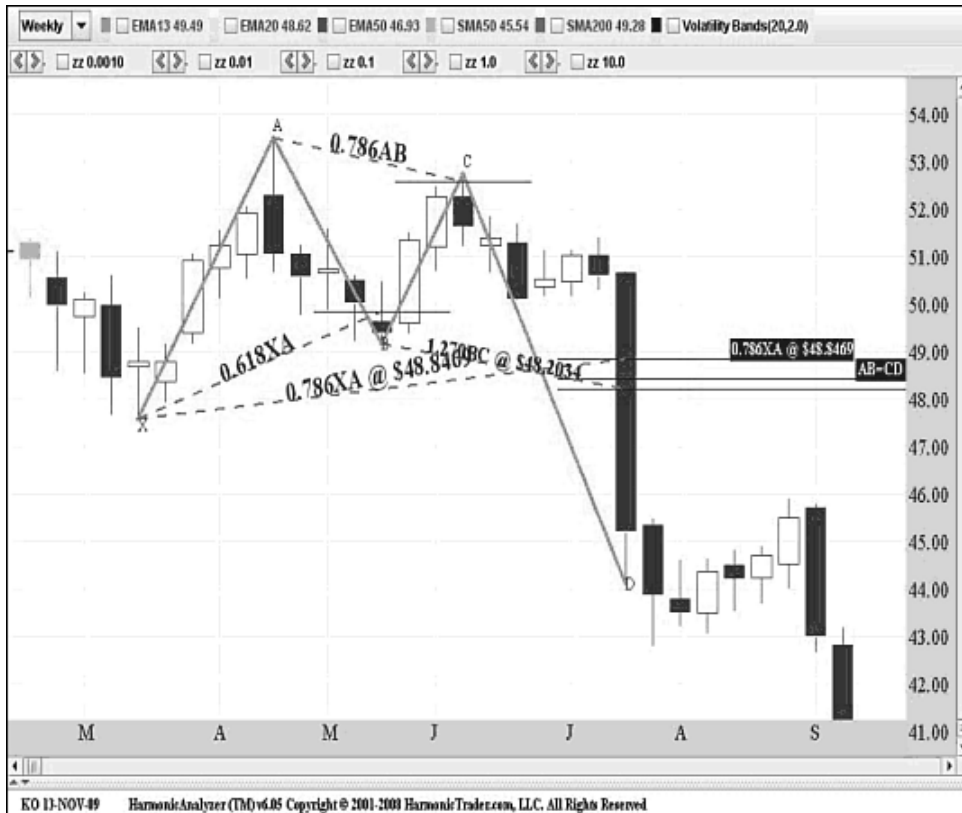 Weekly EMA13 49.49 EMA20 48.62 EMA50 46.93 SMA50 45.54 SMA200 49.28 Volatility Bands(20,2.0)
zz 0.0010 zz 0.01 zz 0.1 zz 1.0 zz 10.0
54.00
A
0.786AB
C
53.00
52.00
51.00
50.00
B
0.618XA
1.270BC @ $48.2034
0.786XA @ $48.8469
0.786XA @ $48.8469
49.00
AB=CD
48.00
X
47.00
46.00
45.00
D
44.00
43.00
42.00
41.00
M A M J J A S
KO 13-NOV-09 HarmonicAnalyzer (TM) v6.05 Copyright © 2001-2008 HarmonicTrader.com, LLC. All Rights Reserved